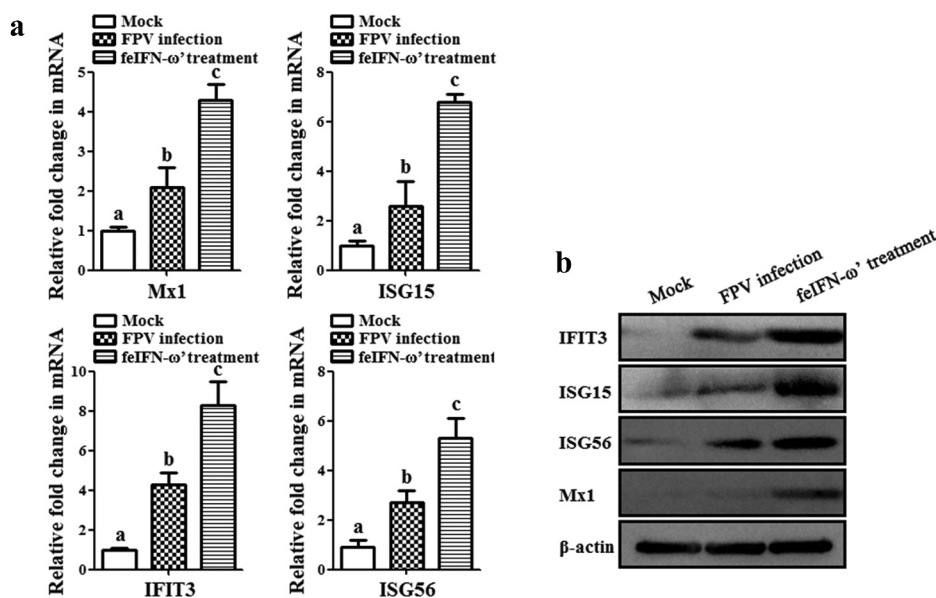 a
Mock
FPV infection
feIFN-ω’treatment
Relative fold change in mRNA
5
4
3
2
1
0
a
b
c
Mx1
Mock
FPV infection
feIFN-ω’treatment
Relative fold change in mRNA
8
6
4
2
0
a
b
c
ISG15
Mock
FPV infection
feIFN-ω’treatment
Relative fold change in mRNA
10
8
6
4
2
0
a
b
c
IFIT3
Mock
FPV infection
feIFN-ω’treatment
Relative fold change in mRNA
8
6
4
2
0
a
b
c
ISG56
b
Mock
FPV infection
feIFN-ω’ treatment
IFIT3
ISG15
ISG56
Mx1
β-actin